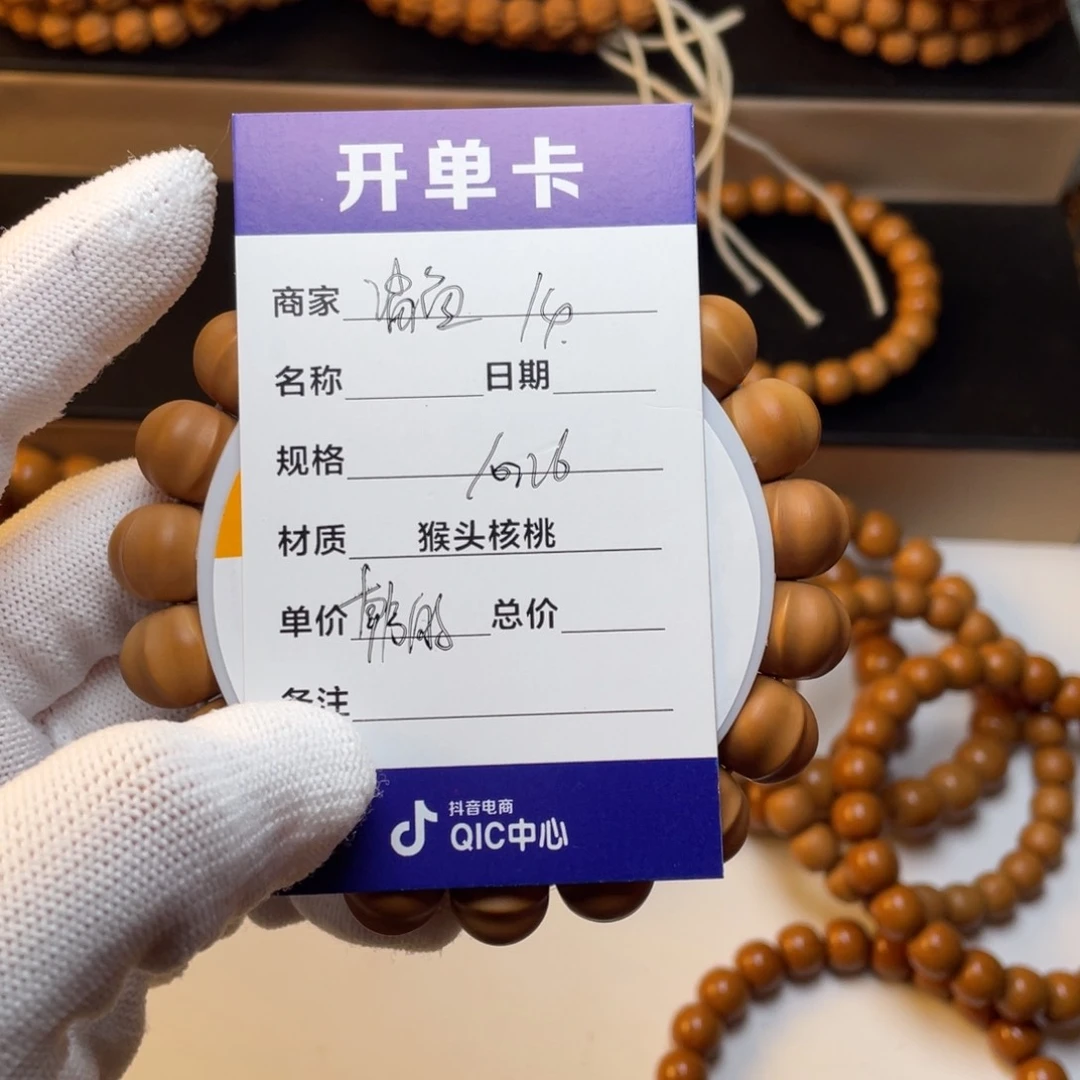 开单卡
商家 14.
名称 日期
规格
材质 猴头核桃
单价 总价
备注
抖音电商
QIC中心